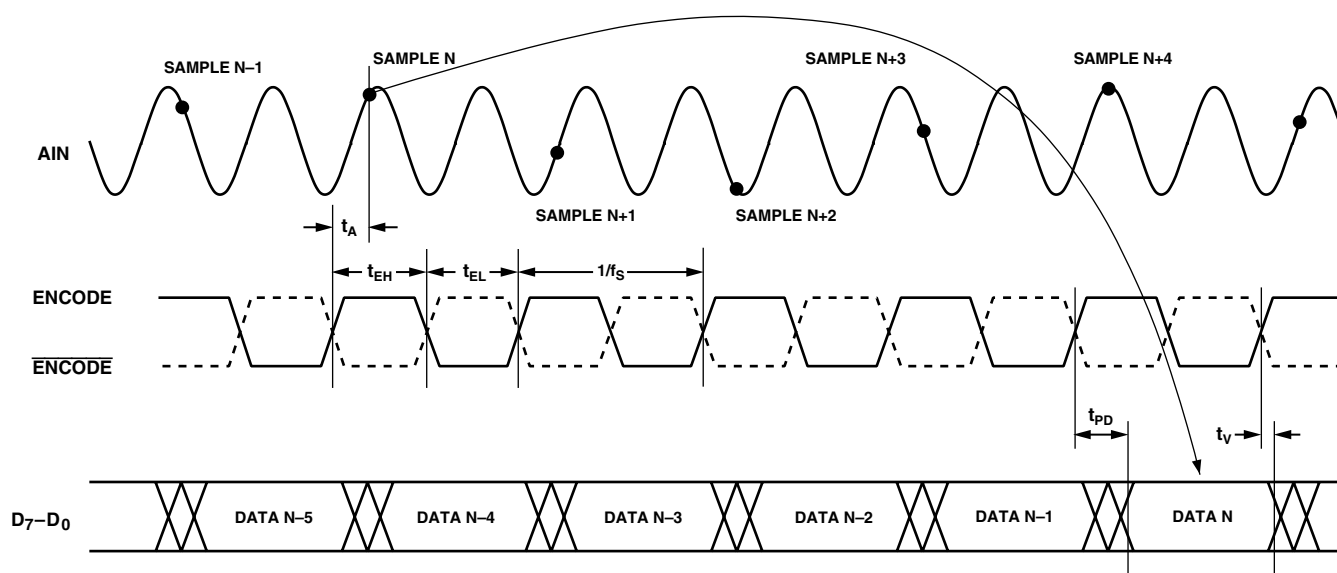 SAMPLE N–1
SAMPLE N
SAMPLE N+3
SAMPLE N+4
AIN
SAMPLE N+1
SAMPLE N+2
tA
tEH
tEL
1/fS
ENCODE
ENCODE
tPD
tV
D7–D0
DATA N–5
DATA N–4
DATA N–3
DATA N–2
DATA N–1
DATA N